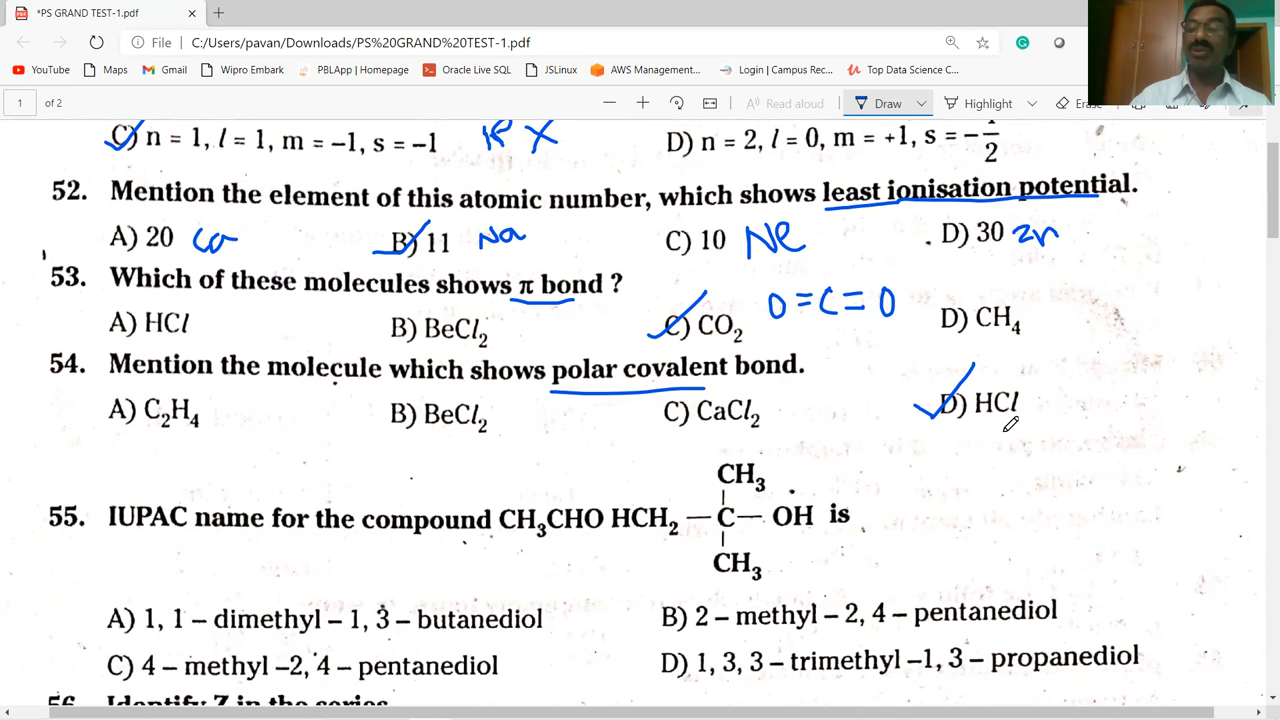 *PS GRAND TEST-1.pdf
File C:/Users/pavan/Downloads/PS%20GRAND%20TEST-1.pdf
YouTube Maps Gmail Wipro Embark PBLApp | Homepage Oracle Live SQL JSLinux AWS Management... Login | Campus Rec... Top Data Science C...
1 of 2 Read aloud Draw Highlight Erase
C) n = 1, l = 1, m = -1, s = -1 D) n = 2, l = 0, m = +1, s = -1/2
52. Mention the element of this atomic number, which shows least ionisation potential.
A) 20 Ca B) 11 Na C) 10 Ne D) 30 Zn
53. Which of these molecules shows π bond ?
A) HCl B) BeCl₂ C) CO₂ O=C=O D) CH₄
54. Mention the molecule which shows polar covalent bond.
A) C₂H₄ B) BeCl₂ C) CaCl₂ D) HCl
CH₃
55. IUPAC name for the compound CH₃CHO HCH₂ – C – OH is
CH₃
A) 1, 1 – dimethyl – 1, 3 – butanediol B) 2 – methyl – 2, 4 – pentanediol
C) 4 – methyl –2, 4 – pentanediol D) 1, 3, 3 – trimethyl –1, 3 – propanediol
56. Identify Z in the series